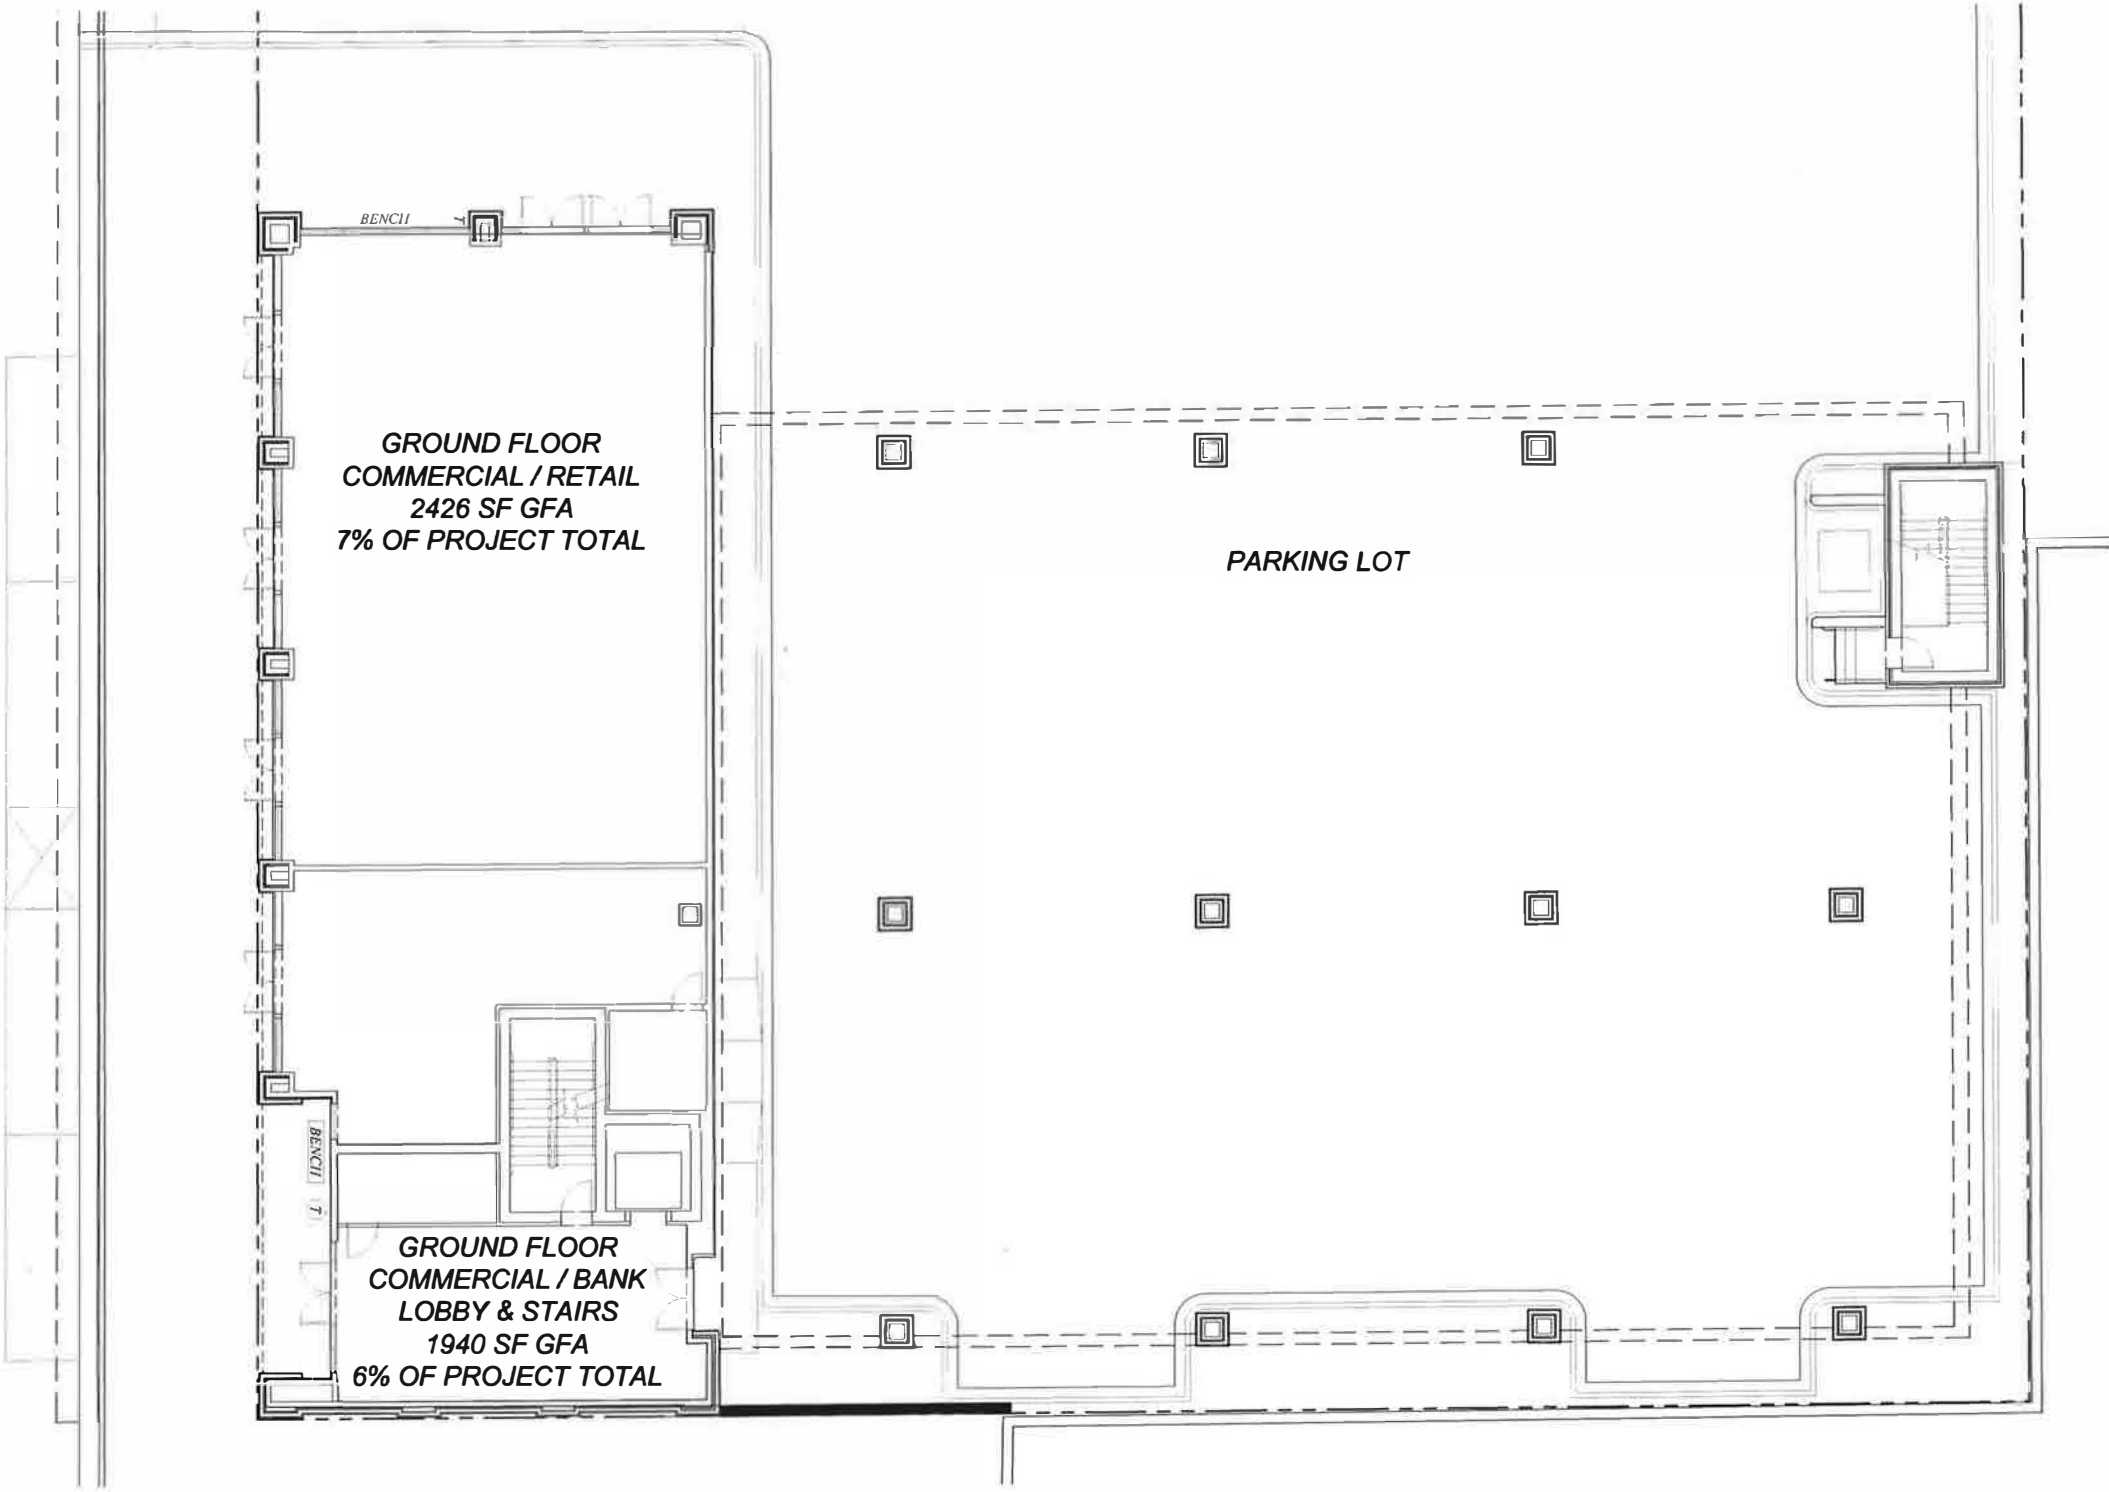 BENCH
T
GROUND FLOOR
COMMERCIAL / RETAIL
2426 SF GFA
7% OF PROJECT TOTAL
PARKING LOT
BENCH
T
GROUND FLOOR
COMMERCIAL / BANK
LOBBY & STAIRS
1940 SF GFA
6% OF PROJECT TOTAL